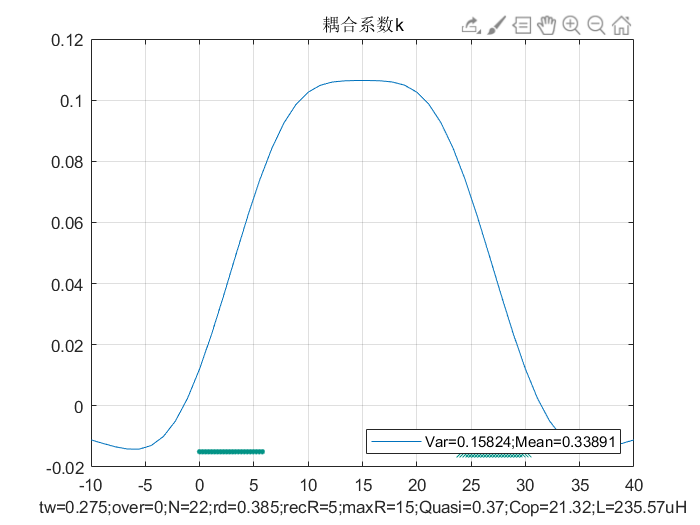 耦合系数k
0.12
0.1
0.08
0.06
0.04
0.02
0
-0.02
Var=0.15824;Mean=0.33891
-10 -5 0 5 10 15 20 25 30 35 40
tw=0.275;over=0;N=22;rd=0.385;recR=5;maxR=15;Quasi=0.37;Cop=21.32;L=235.57uH